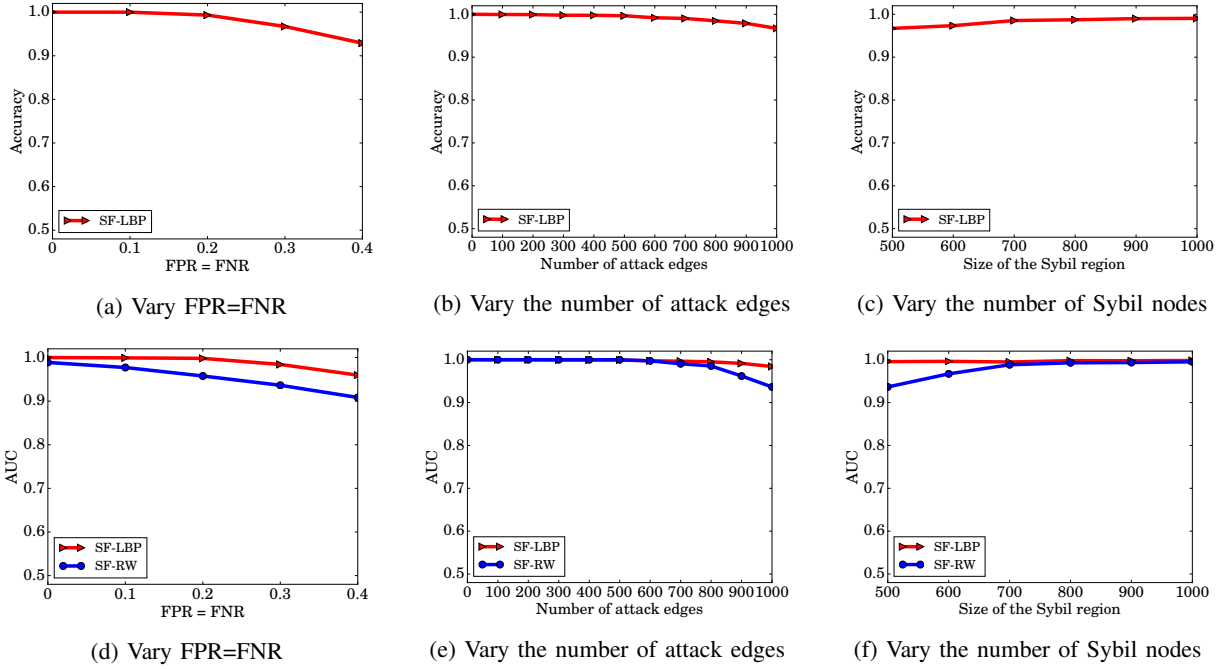 1.0
0.9
0.8
0.7
0.6
0.5
Accuracy
SF-LBP
0 0.1 0.2 0.3 0.4
FPR = FNR
(a) Vary FPR=FNR
1.0
0.9
0.8
0.7
0.6
0.5
Accuracy
SF-LBP
0 100 200 300 400 500 600 700 800 900 1000
Number of attack edges
(b) Vary the number of attack edges
1.0
0.9
0.8
0.7
0.6
0.5
Accuracy
SF-LBP
500 600 700 800 900 1000
Size of the Sybil region
(c) Vary the number of Sybil nodes
1.0
0.9
0.8
0.7
0.6
0.5
AUC
SF-LBP
SF-RW
0 0.1 0.2 0.3 0.4
FPR = FNR
(d) Vary FPR=FNR
1.0
0.9
0.8
0.7
0.6
0.5
AUC
SF-LBP
SF-RW
0 100 200 300 400 500 600 700 800 900 1000
Number of attack edges
(e) Vary the number of attack edges
1.0
0.9
0.8
0.7
0.6
0.5
AUC
SF-LBP
SF-RW
500 600 700 800 900 1000
Size of the Sybil region
(f) Vary the number of Sybil nodes